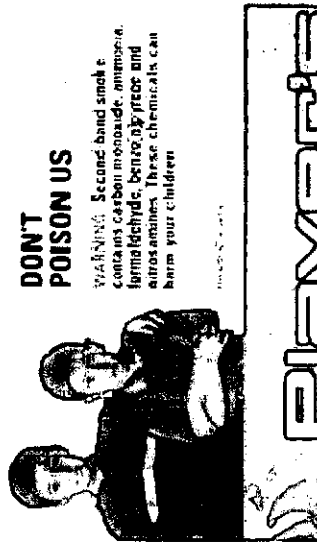 DON'T
POISON US
WARNING: Second-hand smoke
contains carbon monoxide, ammonia,
formaldehyde, benzo[a]pyrene and
nitrosamines. These chemicals can
harm your children
Player's